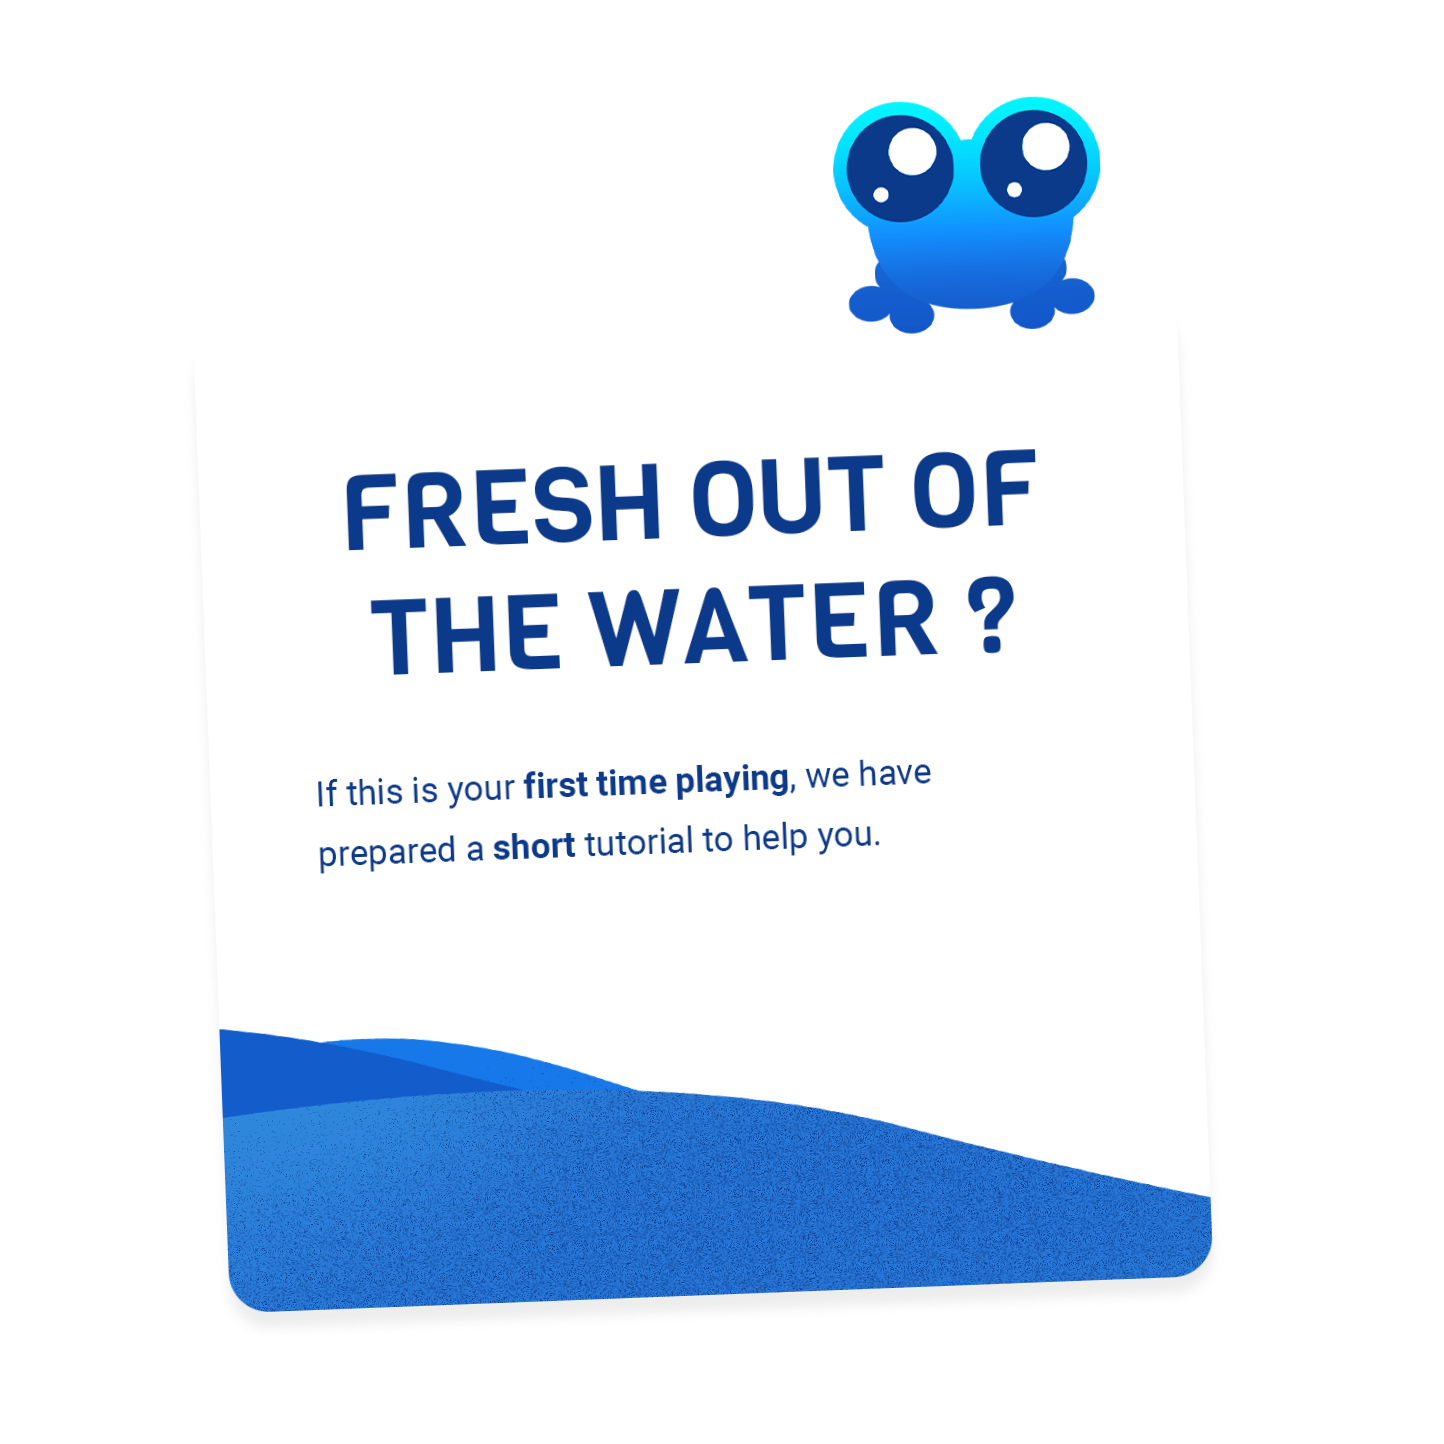 FRESH OUT OF
THE WATER ?
If this is your first time playing, we have
prepared a short tutorial to help you.